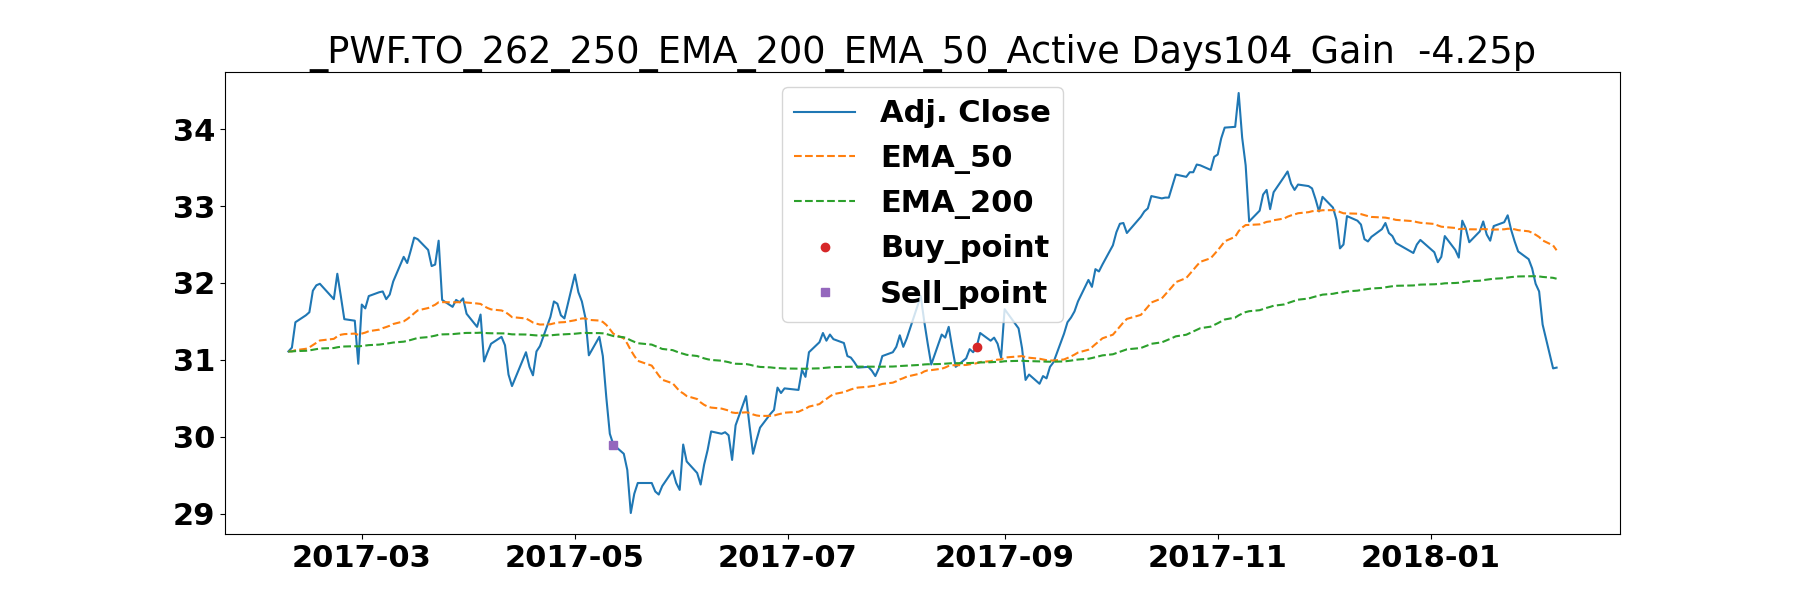 _PWF.TO_262_250_EMA_200_EMA_50_Active Days104_Gain  -4.25p
Adj. Close
EMA_50
EMA_200
Buy_point
Sell_point
34
33
32
31
30
29
2017-03 2017-05 2017-07 2017-09 2017-11 2018-01